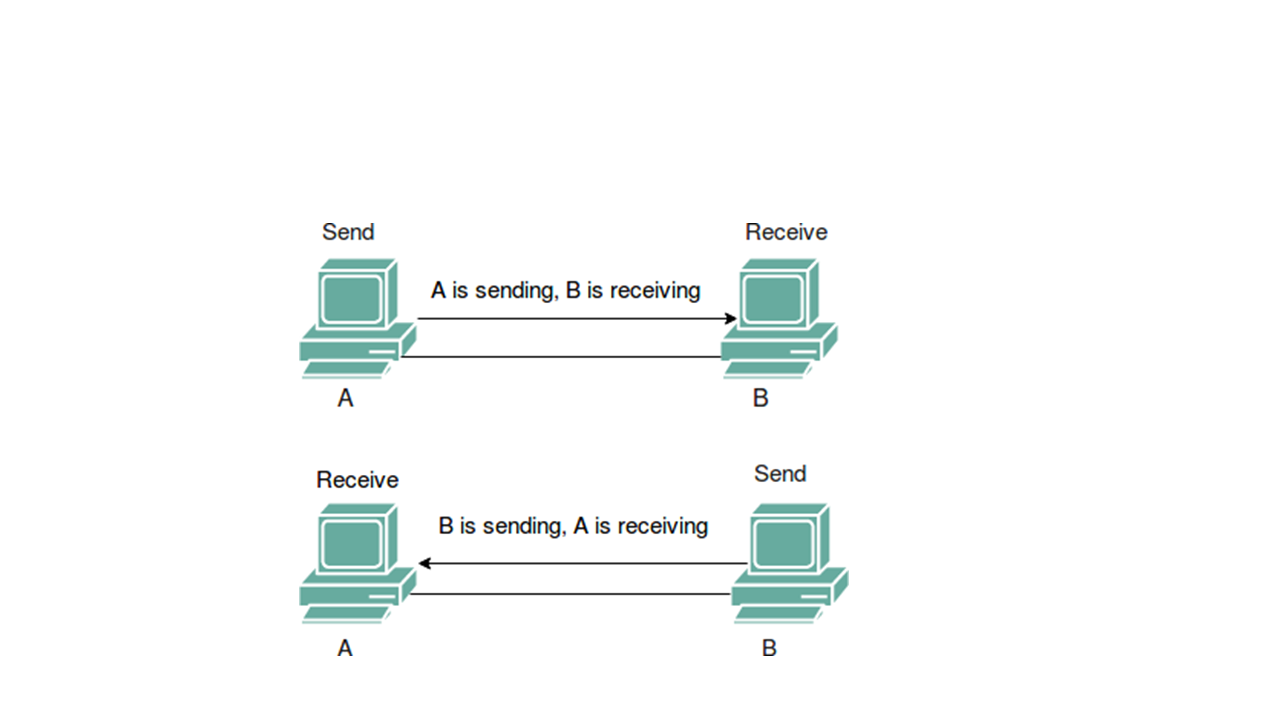 Send
Receive
A is sending, B is receiving
A
B
Receive
Send
B is sending, A is receiving
A
B